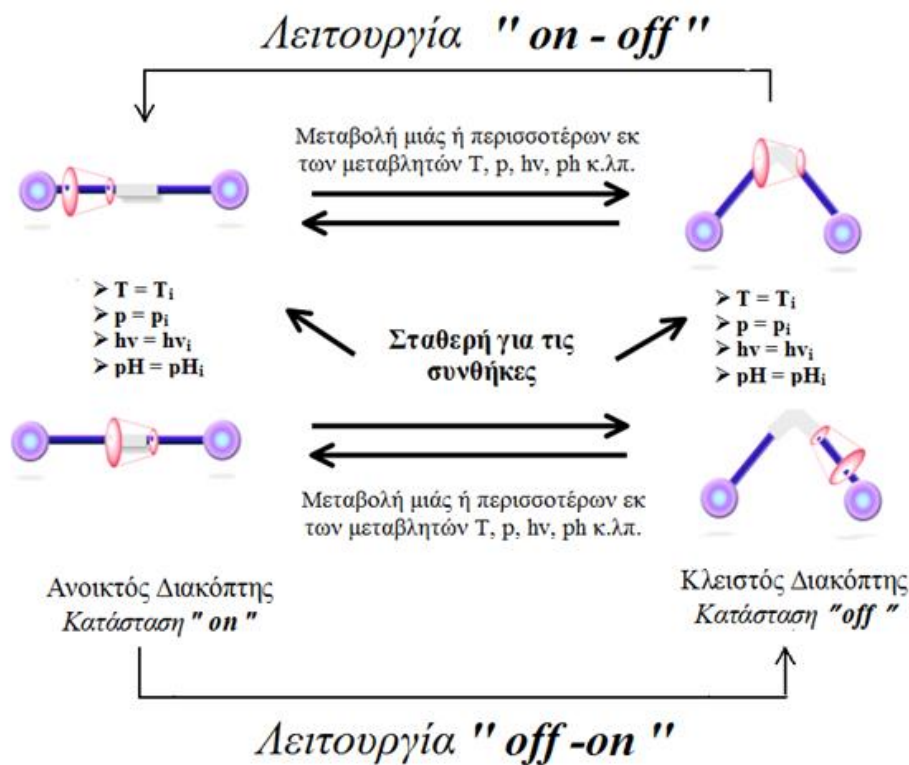 Λειτουργία " on - off "
Μεταβολή μιάς ή περισσοτέρων εκ
των μεταβλητών T, p, hν, ph κ.λπ.
➢ T = Ti
➢ p = pi
➢ hν = hνi
➢ pH = pHi
Σταθερή για τις
συνθήκες
➢ T = Ti
➢ p = pi
➢ hν = hνi
➢ pH = pHi
Μεταβολή μιάς ή περισσοτέρων εκ
των μεταβλητών T, p, hν, ph κ.λπ.
Ανοικτός Διακόπτης
Κατάσταση " on "
Κλειστός Διακόπτης
Κατάσταση "off "
Λειτουργία " off -on "